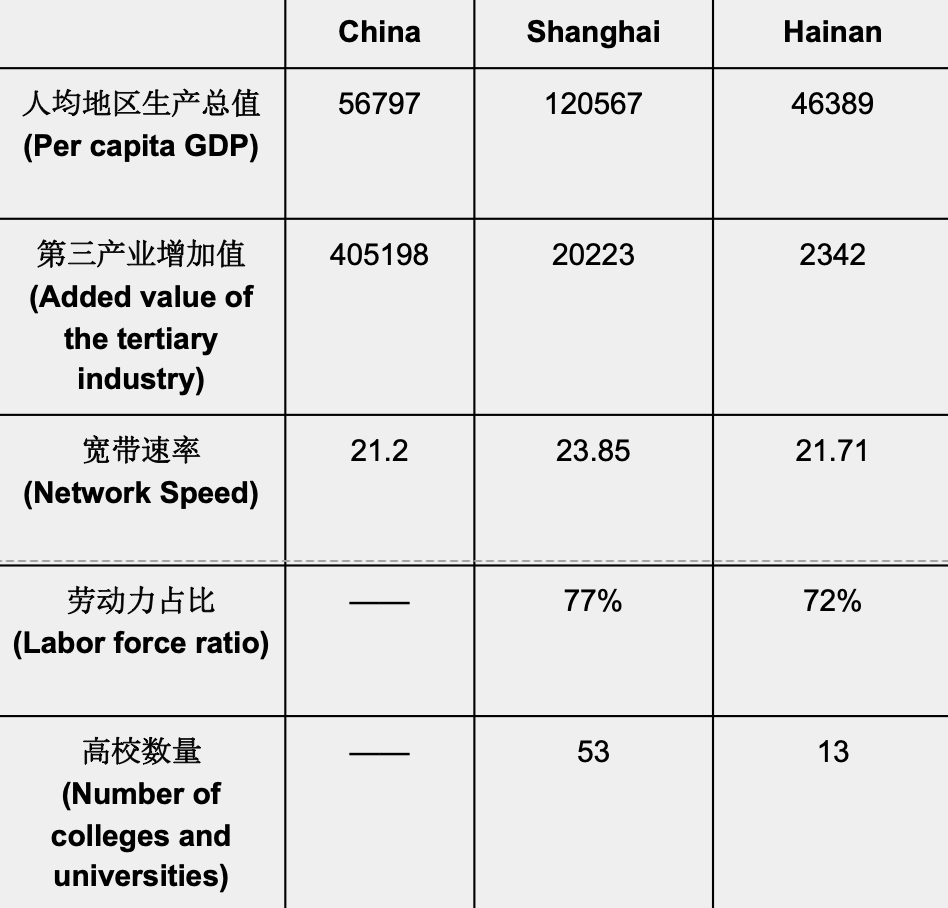 China Shanghai Hainan
人均地区生产总值 56797 120567 46389
(Per capita GDP)
第三产业增加值 405198 20223 2342
(Added value of
the tertiary
industry)
宽带速率 21.2 23.85 21.71
(Network Speed)
劳动力占比 —— 77% 72%
(Labor force ratio)
高校数量 —— 53 13
(Number of
colleges and
universities)